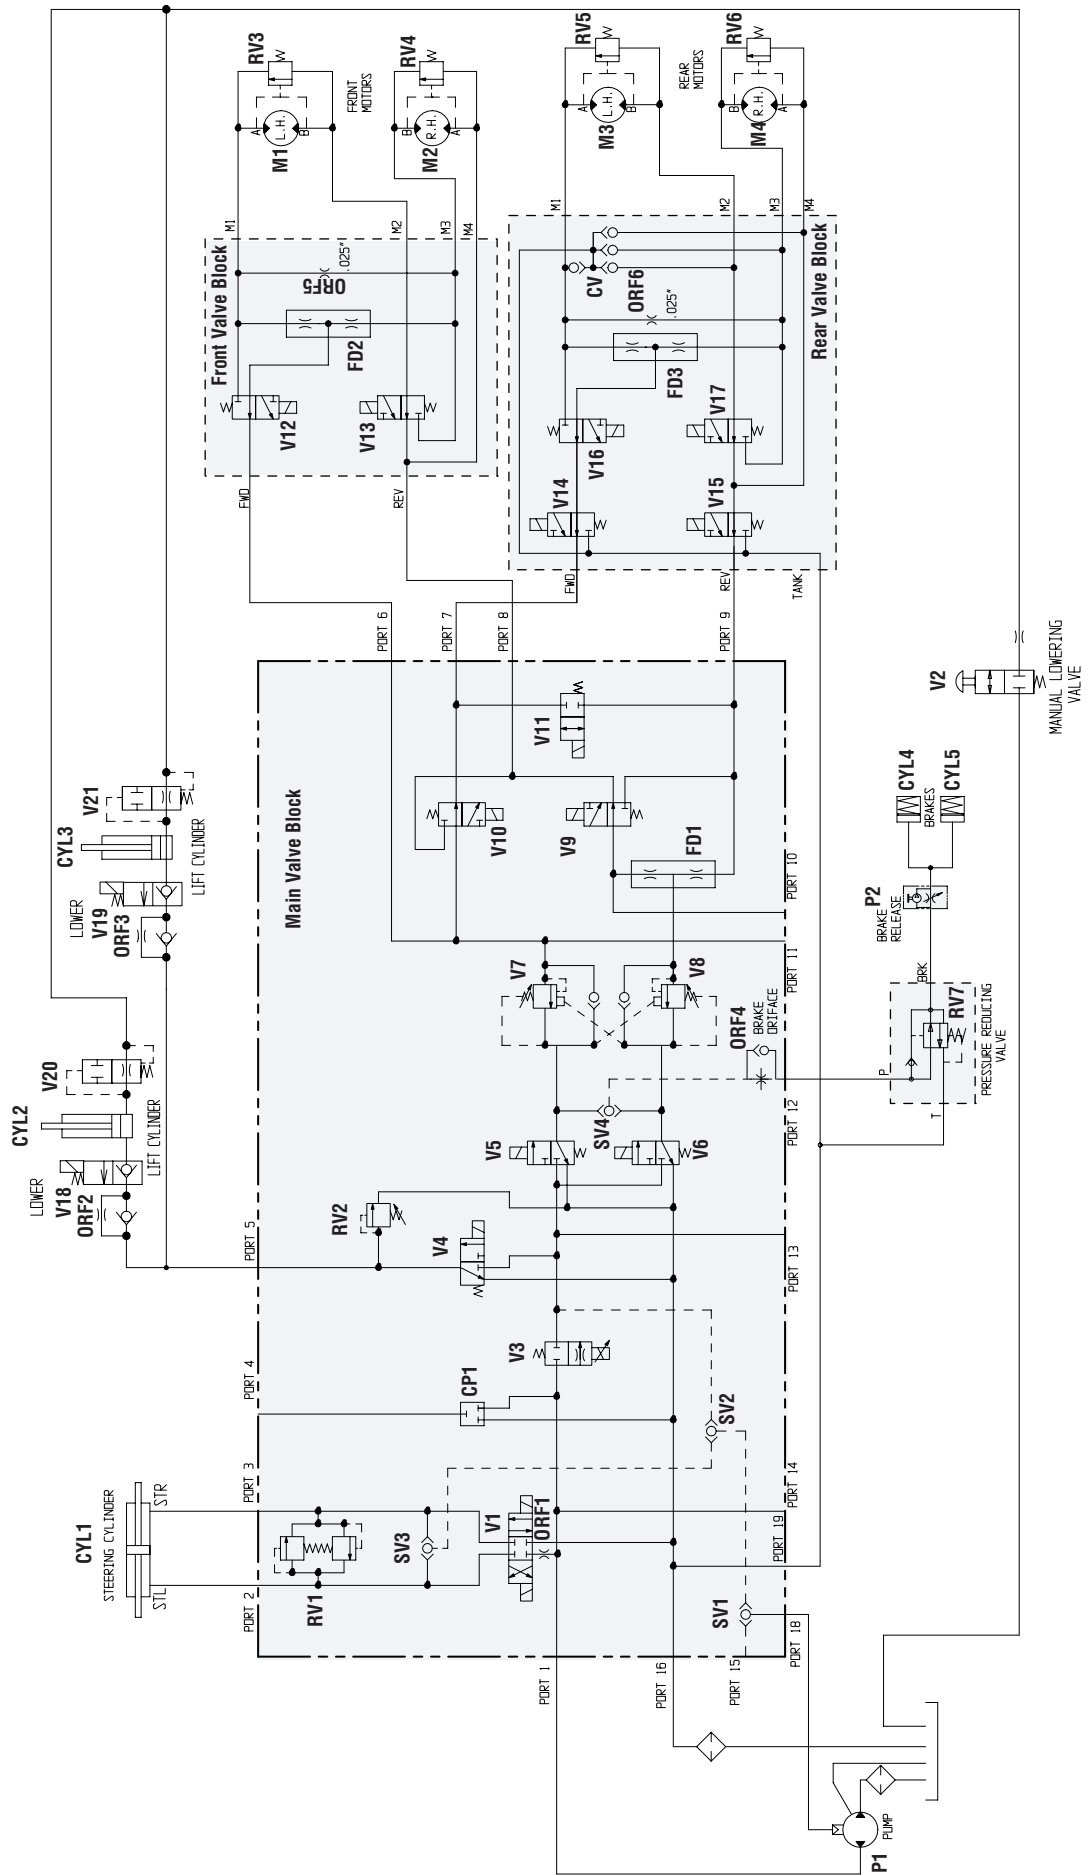 CYL1
STEERING CYLINDER
STL
STR
PORT 2
PORT 3
PORT 4
PORT 5
LOWER
V18
ORF2
CYL2
LIFT CYLINDER
V20
LOWER
V19
ORF3
CYL3
LIFT CYLINDER
V21
Main Valve Block
RV1
SV3
V1
ORF1
CP1
V3
V4
RV2
V5
V6
SV4
V7
V8
ORF4
BRAKE
ORIFACE
FD1
V9
V10
V11
SV2
SV1
PORT 1
PORT 16
PORT 15
PORT 18
PORT 19
PORT 14
PORT 13
PORT 12
PORT 11
PORT 10
PORT 6
PORT 7
PORT 8
PORT 9
P1
PUMP
Front Valve Block
FWD
REV
V12
V13
FD2
ORF5
.025"
M1
M2
M3
M4
M1
L.H.
A
B
RV3
FRONT
MOTORS
M2
R.H.
B
A
RV4
Rear Valve Block
FWD
REV
TANK
V14
V15
V16
V17
FD3
ORF6
.025"
CV
M1
M2
M3
M4
M3
L.H.
A
B
RV5
REAR
MOTORS
M4
R.H.
B
A
RV6
P
T
BRK
RV7
PRESSURE REDUCING
VALVE
BRAKE
RELEASE
P2
BRAKES
CYL4
CYL5
V2
MANUAL LOWERING
VALVE